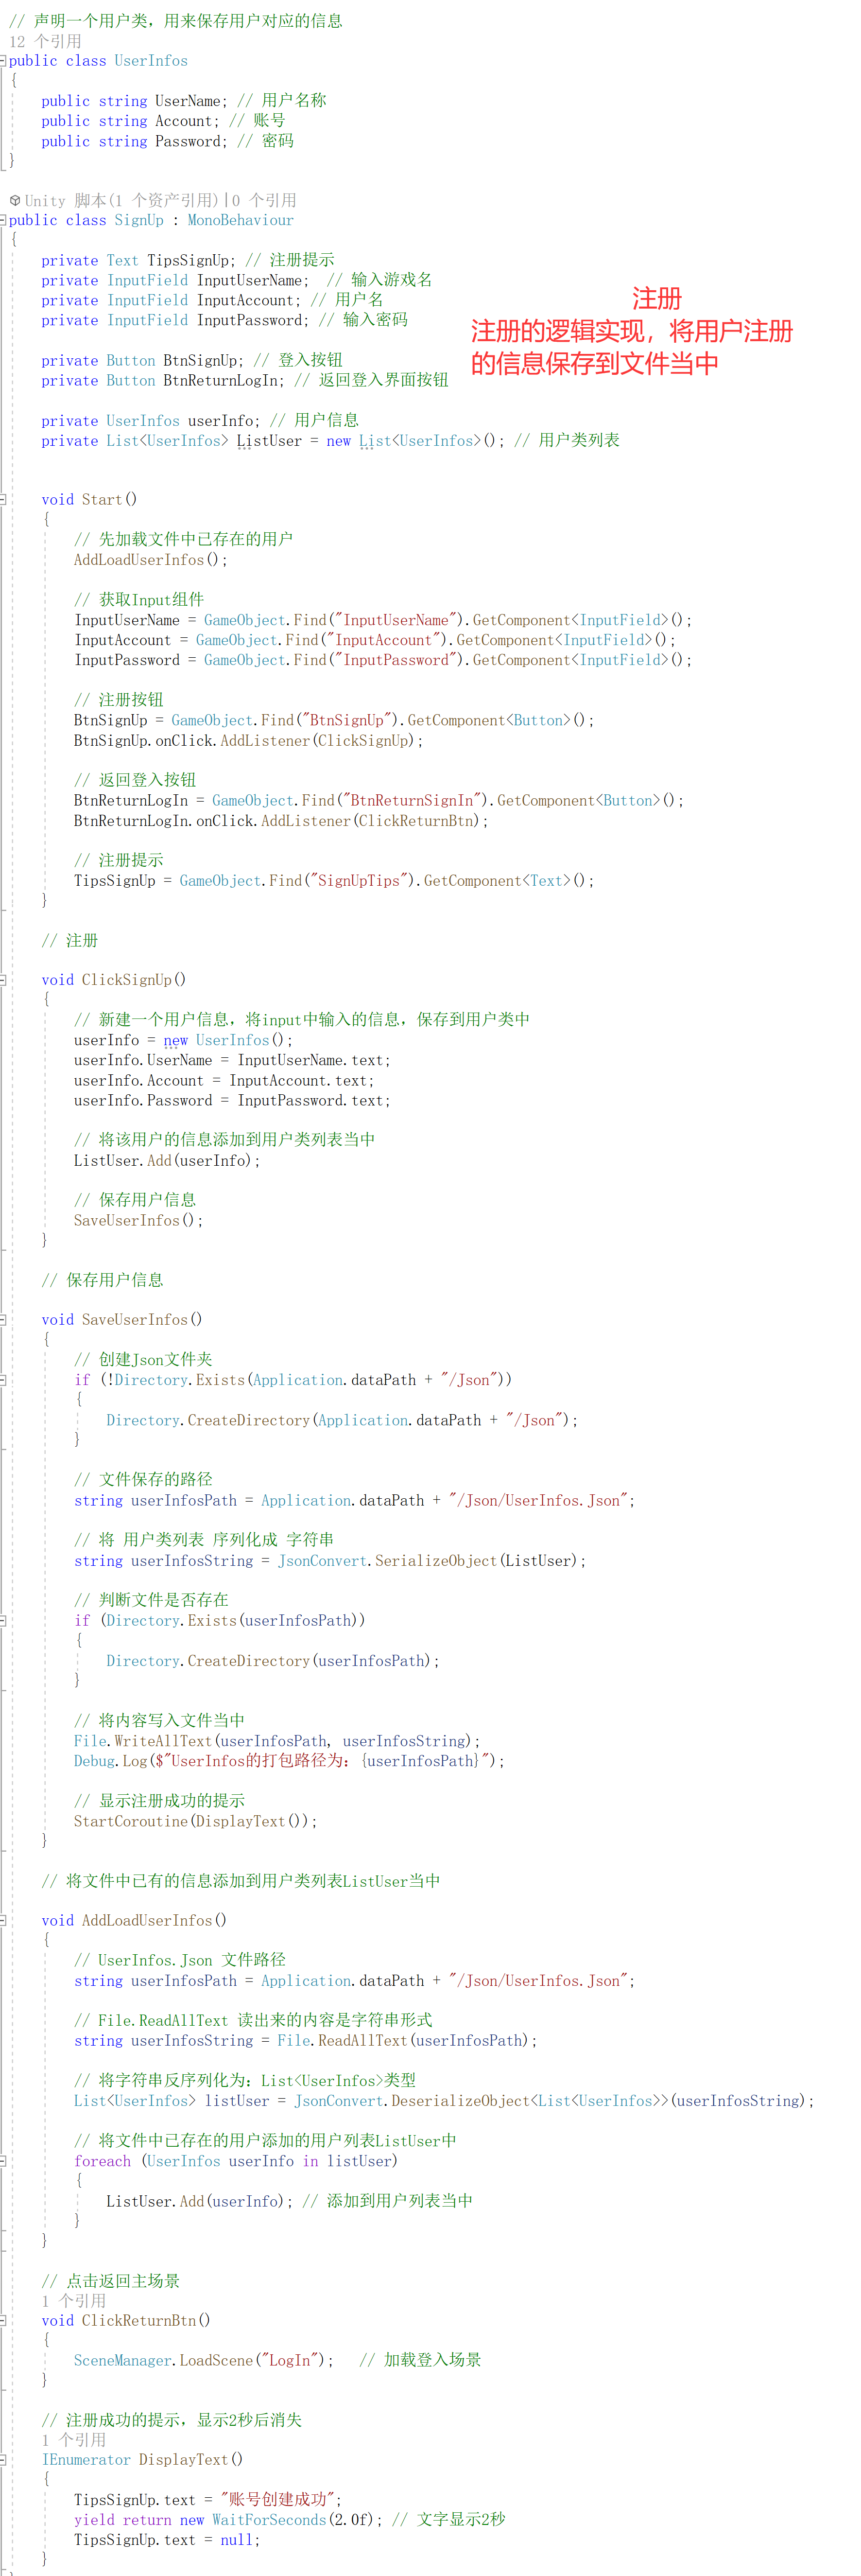 // 声明一个用户类，用来保存用户对应的信息
12 个引用
public class UserInfos
{
public string UserName; // 用户名称
public string Account; // 账号
public string Password; // 密码
}
Unity 脚本(1 个资产引用)|0 个引用
public class SignUp : MonoBehaviour
{
private Text TipsSignUp; // 注册提示
private InputField InputUserName;  // 输入游戏名
private InputField InputAccount; // 用户名
private InputField InputPassword; // 输入密码
注册
注册的逻辑实现，将用户注册
的信息保存到文件当中
private Button BtnSignUp; // 登入按钮
private Button BtnReturnLogIn; // 返回登入界面按钮
private UserInfos userInfo; // 用户信息
private List<UserInfos> ListUser = new List<UserInfos>(); // 用户类列表
void Start()
{
// 先加载文件中已存在的用户
AddLoadUserInfos();
// 获取Input组件
InputUserName = GameObject.Find("InputUserName").GetComponent<InputField>();
InputAccount = GameObject.Find("InputAccount").GetComponent<InputField>();
InputPassword = GameObject.Find("InputPassword").GetComponent<InputField>();
// 注册按钮
BtnSignUp = GameObject.Find("BtnSignUp").GetComponent<Button>();
BtnSignUp.onClick.AddListener(ClickSignUp);
// 返回登入按钮
BtnReturnLogIn = GameObject.Find("BtnReturnSignIn").GetComponent<Button>();
BtnReturnLogIn.onClick.AddListener(ClickReturnBtn);
// 注册提示
TipsSignUp = GameObject.Find("SignUpTips").GetComponent<Text>();
}
// 注册
void ClickSignUp()
{
// 新建一个用户信息，将input中输入的信息，保存到用户类中
userInfo = new UserInfos();
userInfo.UserName = InputUserName.text;
userInfo.Account = InputAccount.text;
userInfo.Password = InputPassword.text;
// 将该用户的信息添加到用户类列表当中
ListUser.Add(userInfo);
// 保存用户信息
SaveUserInfos();
}
// 保存用户信息
void SaveUserInfos()
{
// 创建Json文件夹
if (!Directory.Exists(Application.dataPath + "/Json"))
{
Directory.CreateDirectory(Application.dataPath + "/Json");
}
// 文件保存的路径
string userInfosPath = Application.dataPath + "/Json/UserInfos.Json";
// 将 用户类列表 序列化成 字符串
string userInfosString = JsonConvert.SerializeObject(ListUser);
// 判断文件是否存在
if (Directory.Exists(userInfosPath))
{
Directory.CreateDirectory(userInfosPath);
}
// 将内容写入文件当中
File.WriteAllText(userInfosPath, userInfosString);
Debug.Log($"UserInfos的打包路径为：{userInfosPath}");
// 显示注册成功的提示
StartCoroutine(DisplayText());
}
// 将文件中已有的信息添加到用户类列表ListUser当中
void AddLoadUserInfos()
{
// UserInfos.Json 文件路径
string userInfosPath = Application.dataPath + "/Json/UserInfos.Json";
// File.ReadAllText 读出来的内容是字符串形式
string userInfosString = File.ReadAllText(userInfosPath);
// 将字符串反序列化为：List<UserInfos>类型
List<UserInfos> listUser = JsonConvert.DeserializeObject<List<UserInfos>>(userInfosString);
// 将文件中已存在的用户添加的用户列表ListUser中
foreach (UserInfos userInfo in listUser)
{
ListUser.Add(userInfo); // 添加到用户列表当中
}
}
// 点击返回主场景
1 个引用
void ClickReturnBtn()
{
SceneManager.LoadScene("LogIn");   // 加载登入场景
}
// 注册成功的提示，显示2秒后消失
1 个引用
IEnumerator DisplayText()
{
TipsSignUp.text = "账号创建成功";
yield return new WaitForSeconds(2.0f); // 文字显示2秒
TipsSignUp.text = null;
}
}